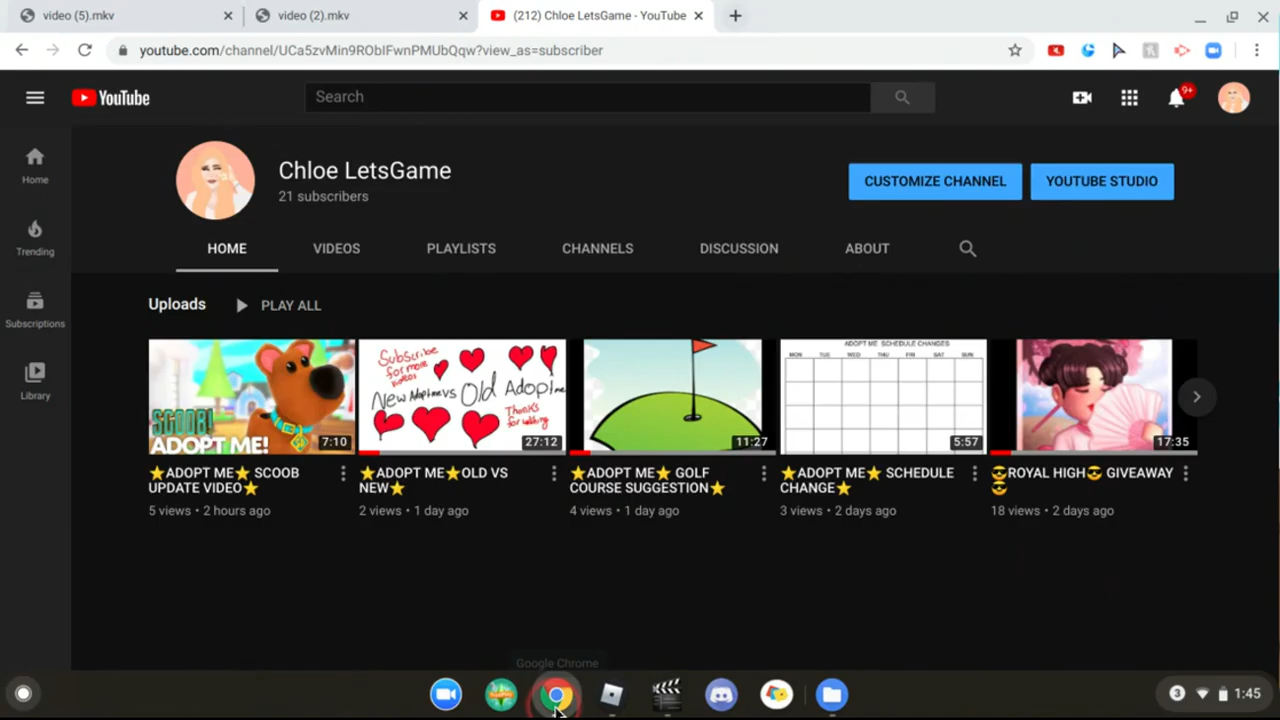 video (5).mkv
video (2).mkv
(212) Chloe LetsGame - YouTube
youtube.com/channel/UCa5zvMin9RObIFwnPMUbQqw?view_as=subscriber
YouTube
Search
9+
Home
Trending
Subscriptions
Library
Chloe LetsGame
21 subscribers
CUSTOMIZE CHANNEL
YOUTUBE STUDIO
HOME
VIDEOS
PLAYLISTS
CHANNELS
DISCUSSION
ABOUT
Uploads
PLAY ALL
SCOOB!
ADOPT ME!
7:10
Subscribe
for more
videos
New Adoptme vs Old Adoptme
Thanks
for watching
27:12
11:27
ADOPT ME SCHEDULE CHANGES
MON TUE WED THU FRI SAT SUN
5:57
17:35
⭐ADOPT ME⭐ SCOOB
UPDATE VIDEO⭐
5 views • 2 hours ago
⭐ADOPT ME⭐OLD VS
NEW⭐
2 views • 1 day ago
⭐ADOPT ME⭐ GOLF
COURSE SUGGESTION⭐
4 views • 1 day ago
⭐ADOPT ME⭐ SCHEDULE
CHANGE⭐
3 views • 2 days ago
😎ROYAL HIGH😎 GIVEAWAY
😎
18 views • 2 days ago
Google Chrome
3
1:45